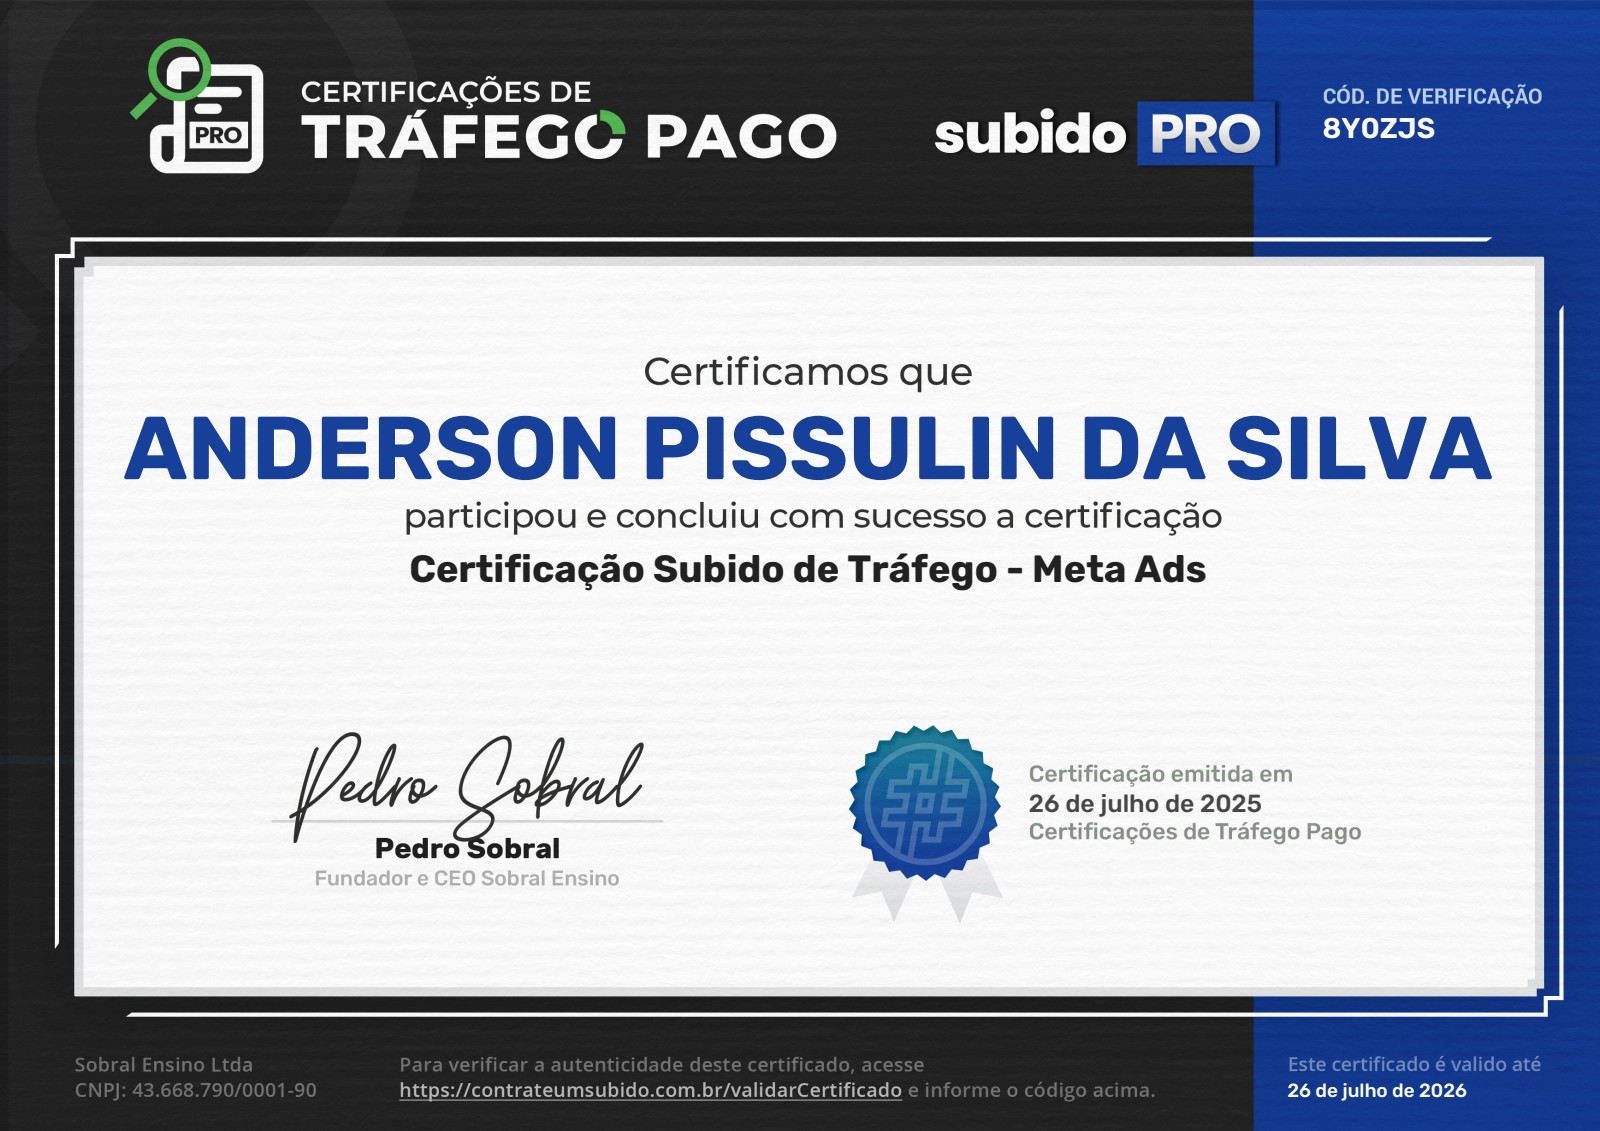 CERTIFICAÇÕES DE
TRÁFEGO PAGO
PRO
subido PRO
CÓD. DE VERIFICAÇÃO
8Y0ZJS
Certificamos que
ANDERSON PISSULIN DA SILVA
participou e concluiu com sucesso a certificação
Certificação Subido de Tráfego - Meta Ads
Pedro Sobral
Pedro Sobral
Fundador e CEO Sobral Ensino
Certificação emitida em
26 de julho de 2025
Certificações de Tráfego Pago
Sobral Ensino Ltda
CNPJ: 43.668.790/0001-90
Para verificar a autenticidade deste certificado, acesse
https://contrateumsubido.com.br/validarCertificado e informe o código acima.
Este certificado é valido até
26 de julho de 2026